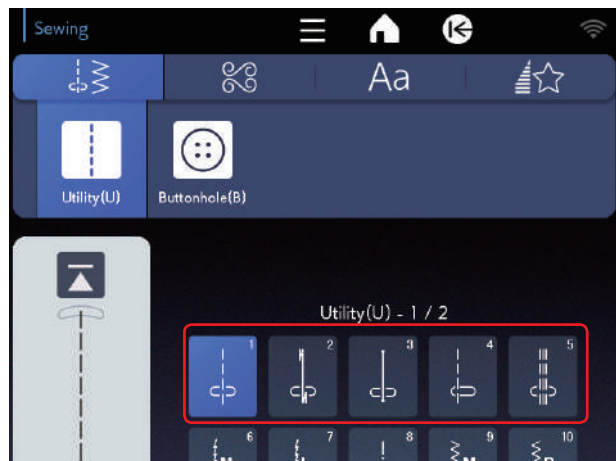 Sewing
Aa
Utility(U)
Buttonhole(B)
Utility(U) - 1 / 2
1 2 3 4 5
6 7 8 9 10
M M B